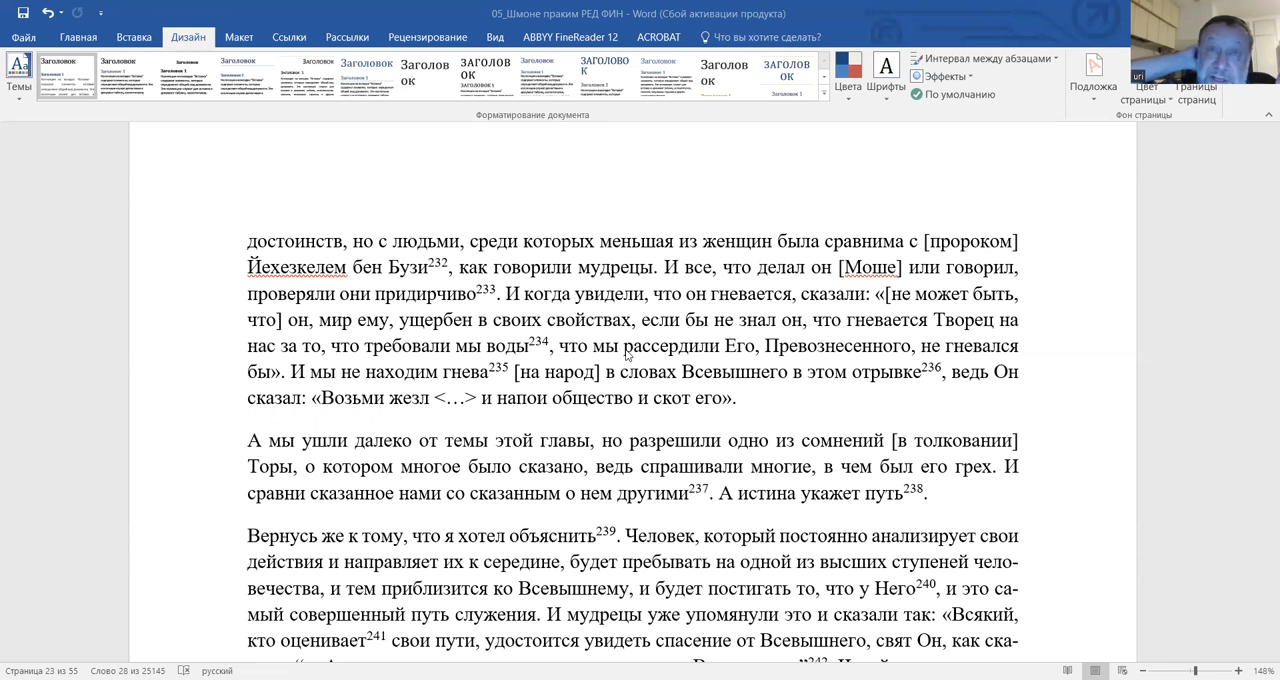 05_Шмоне праким РЕД ФИН - Word (Сбой активации продукта)
Файл Главная Вставка Дизайн Макет Ссылки Рассылки Рецензирование Вид ABBYY FineReader 12 ACROBAT Что вы хотите сделать?
Темы
Заголовок
Заголовок 1
Цвета
Шрифты
Интервал между абзацами
Эффекты
По умолчанию
Подложка
Цвет страницы
Границы страниц
Форматирование документа
Фон страницы
uri
достоинств, но с людьми, среди которых меньшая из женщин была сравнима с [пророком]
Йехезкелем бен Бузи232, как говорили мудрецы. И все, что делал он [Моше] или говорил,
проверяли они придирчиво233. И когда увидели, что он гневается, сказали: «[не может быть,
что] он, мир ему, ущербен в своих свойствах, если бы не знал он, что гневается Творец на
нас за то, что требовали мы воды234, что мы рассердили Его, Превознесенного, не гневался
бы». И мы не находим гнева235 [на народ] в словах Всевышнего в этом отрывке236, ведь Он
сказал: «Возьми жезл <…> и напои общество и скот его».
А мы ушли далеко от темы этой главы, но разрешили одно из сомнений [в толковании]
Торы, о котором многое было сказано, ведь спрашивали многие, в чем был его грех. И
сравни сказанное нами со сказанным о нем другими237. А истина укажет путь238.
Вернусь же к тому, что я хотел объяснить239. Человек, который постоянно анализирует свои
действия и направляет их к середине, будет пребывать на одной из высших ступеней чело-
вечества, и тем приблизится ко Всевышнему, и будет постигать то, что у Него240, и это са-
мый совершенный путь служения. И мудрецы уже упомянули это и сказали так: «Всякий,
кто оценивает241 свои пути, удостоится увидеть спасение от Всевышнего, свят Он, как ска-
Страница 23 из 55 Слово 28 из 25145 русский 148%